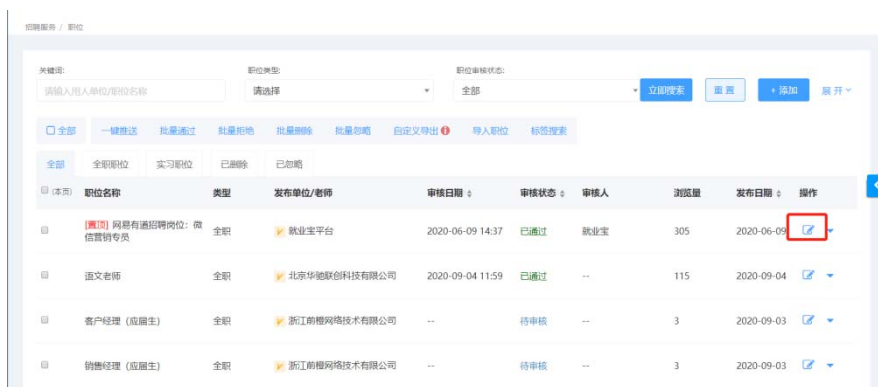 招聘服务 / 职位
关键词: 职位类型: 职位审核状态:
请输入用人单位/职位名称 请选择 全部 立即搜索 重置 + 添加 展开
全部 一键推送 批量通过 批量拒绝 批量删除 批量忽略 自定义导出 导入职位 标签搜索
全部 全职职位 实习职位 已删除 已忽略
(本页) 职位名称 类型 发布单位/老师 审核日期 审核状态 审核人 浏览量 发布日期 操作
[置顶] 网易有道招聘岗位：微信营销专员 全职 就业宝平台 2020-06-09 14:37 已通过 就业宝 305 2020-06-09
语文老师 全职 北京华驰联创科技有限公司 2020-09-04 11:59 已通过 -- 115 2020-09-04
客户经理（应届生） 全职 浙江前橙网络技术有限公司 -- 待审核 -- 3 2020-09-03
销售经理（应届生） 全职 浙江前橙网络技术有限公司 -- 待审核 -- 3 2020-09-03